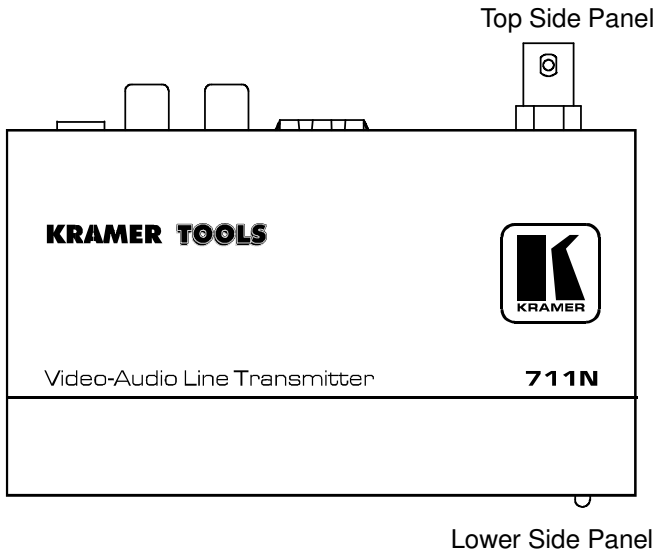 Top Side Panel
KRAMER TOOLS
KRAMER
Video-Audio Line Transmitter 711N
Lower Side Panel